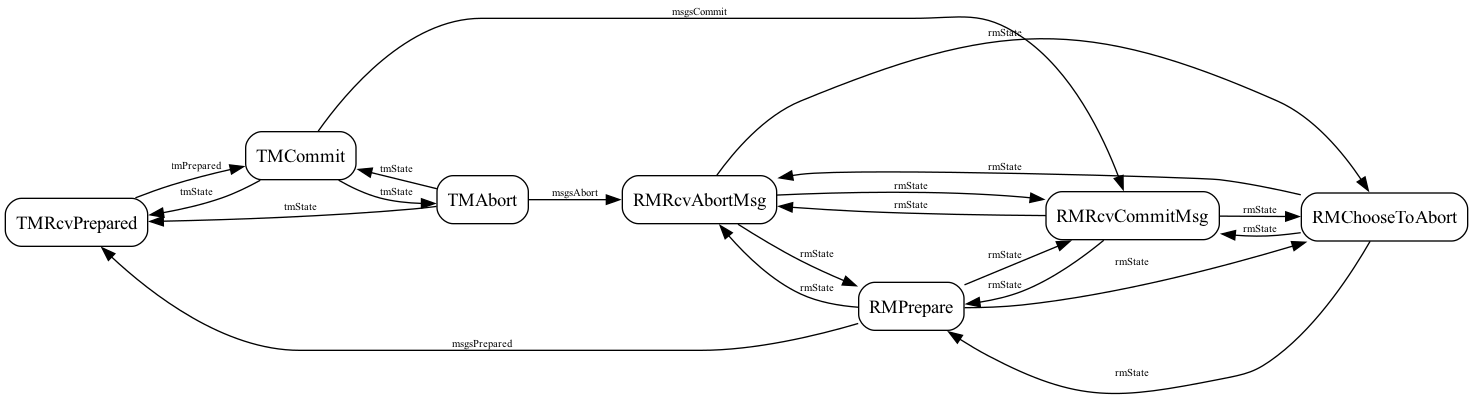 msgsCommit
rmState
TMCommit
tmPrepared
tmState
tmState
tmState
TMAbort
msgsAbort
tmState
TMRcvPrepared
RMRcvAbortMsg
rmState
rmState
rmState
RMRcvCommitMsg
rmState
rmState
RMChooseToAbort
rmState
rmState
rmState
rmState
rmState
RMPrepare
msgsPrepared
rmState